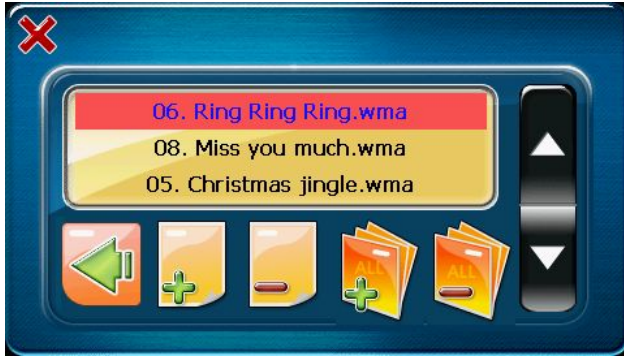 06. Ring Ring Ring.wma
08. Miss you much.wma
05. Christmas jingle.wma
ALL
ALL